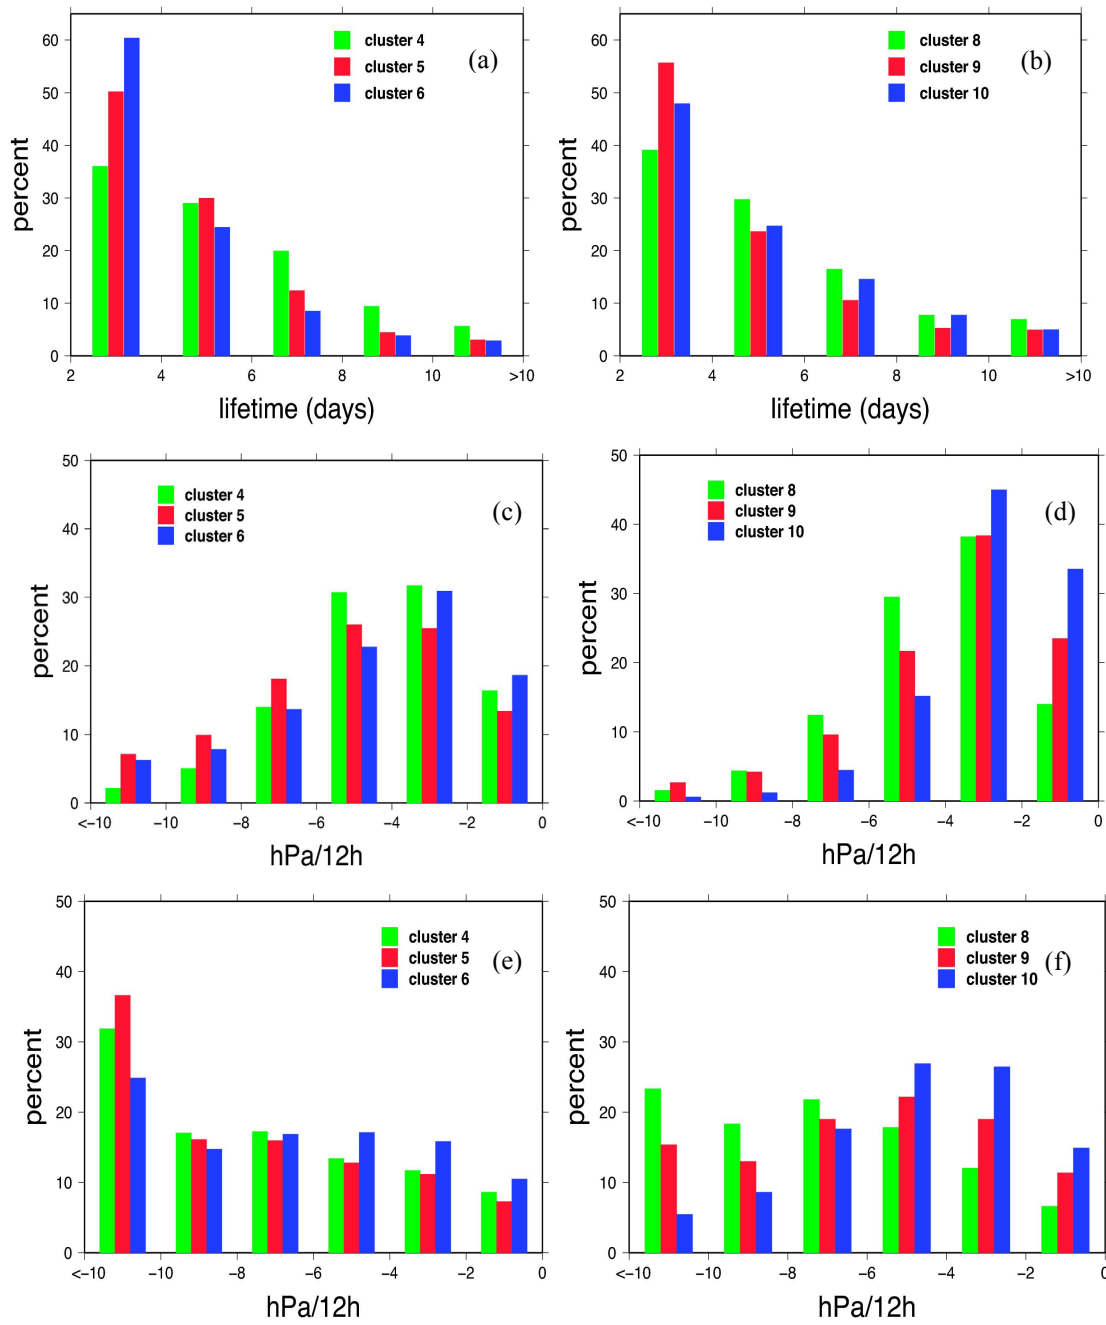 60
50
40
30
20
10
0
percent
cluster 4
cluster 5
cluster 6
(a)
2 4 6 8 10 >10
lifetime (days)
60
50
40
30
20
10
0
percent
cluster 8
cluster 9
cluster 10
(b)
2 4 6 8 10 >10
lifetime (days)
50
40
30
20
10
0
percent
cluster 4
cluster 5
cluster 6
(c)
<−10 −10 −8 −6 −4 −2 0
hPa/12h
50
40
30
20
10
0
percent
cluster 8
cluster 9
cluster 10
(d)
<−10 −10 −8 −6 −4 −2 0
hPa/12h
50
40
30
20
10
0
percent
cluster 4
cluster 5
cluster 6
(e)
<−10 −10 −8 −6 −4 −2 0
hPa/12h
50
40
30
20
10
0
percent
cluster 8
cluster 9
cluster 10
(f)
<−10 −10 −8 −6 −4 −2 0
hPa/12h